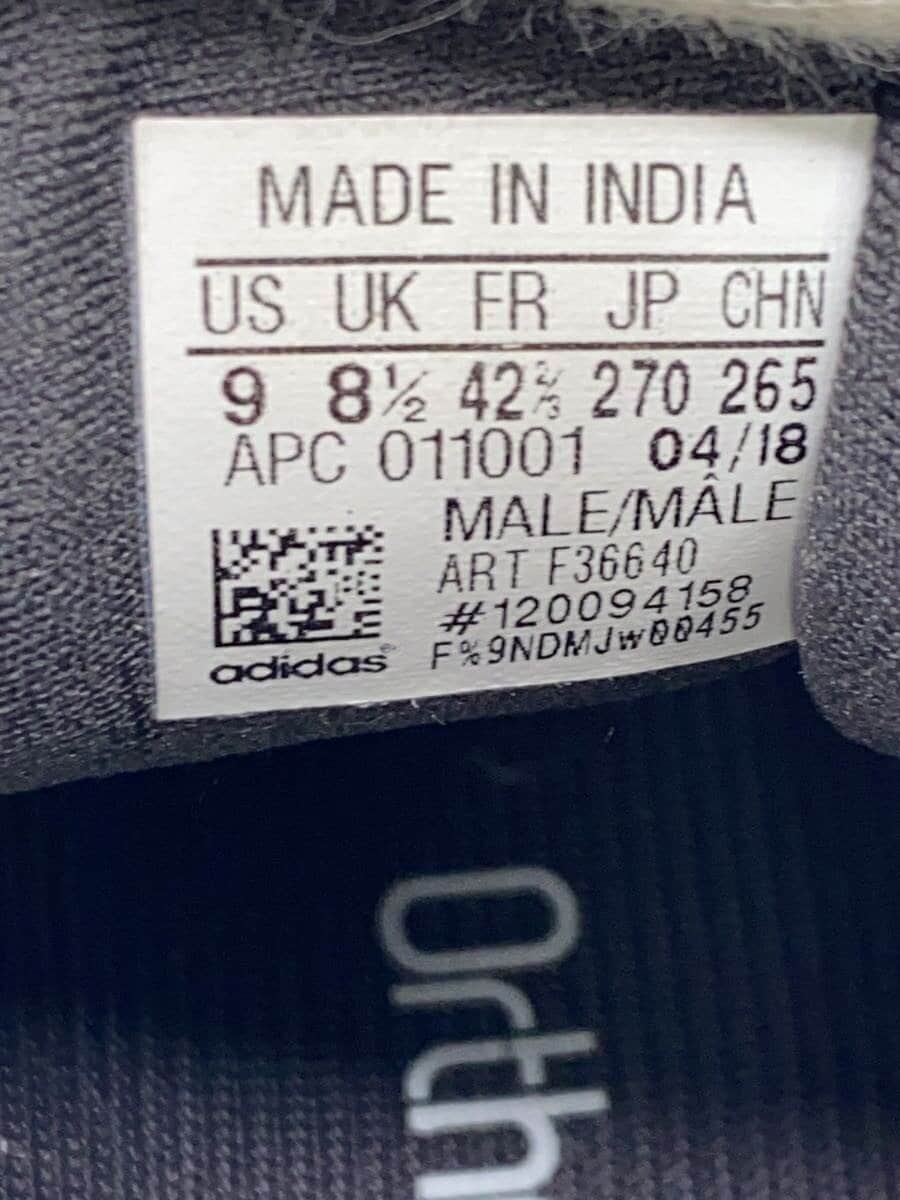 MADE IN INDIA
US UK FR JP CHN
9 8½ 42⅔ 270 265
APC 011001 04/18
MALE/MÂLE
ART F36640
#120094158
adidas® F%9NDMJW00455
Orth